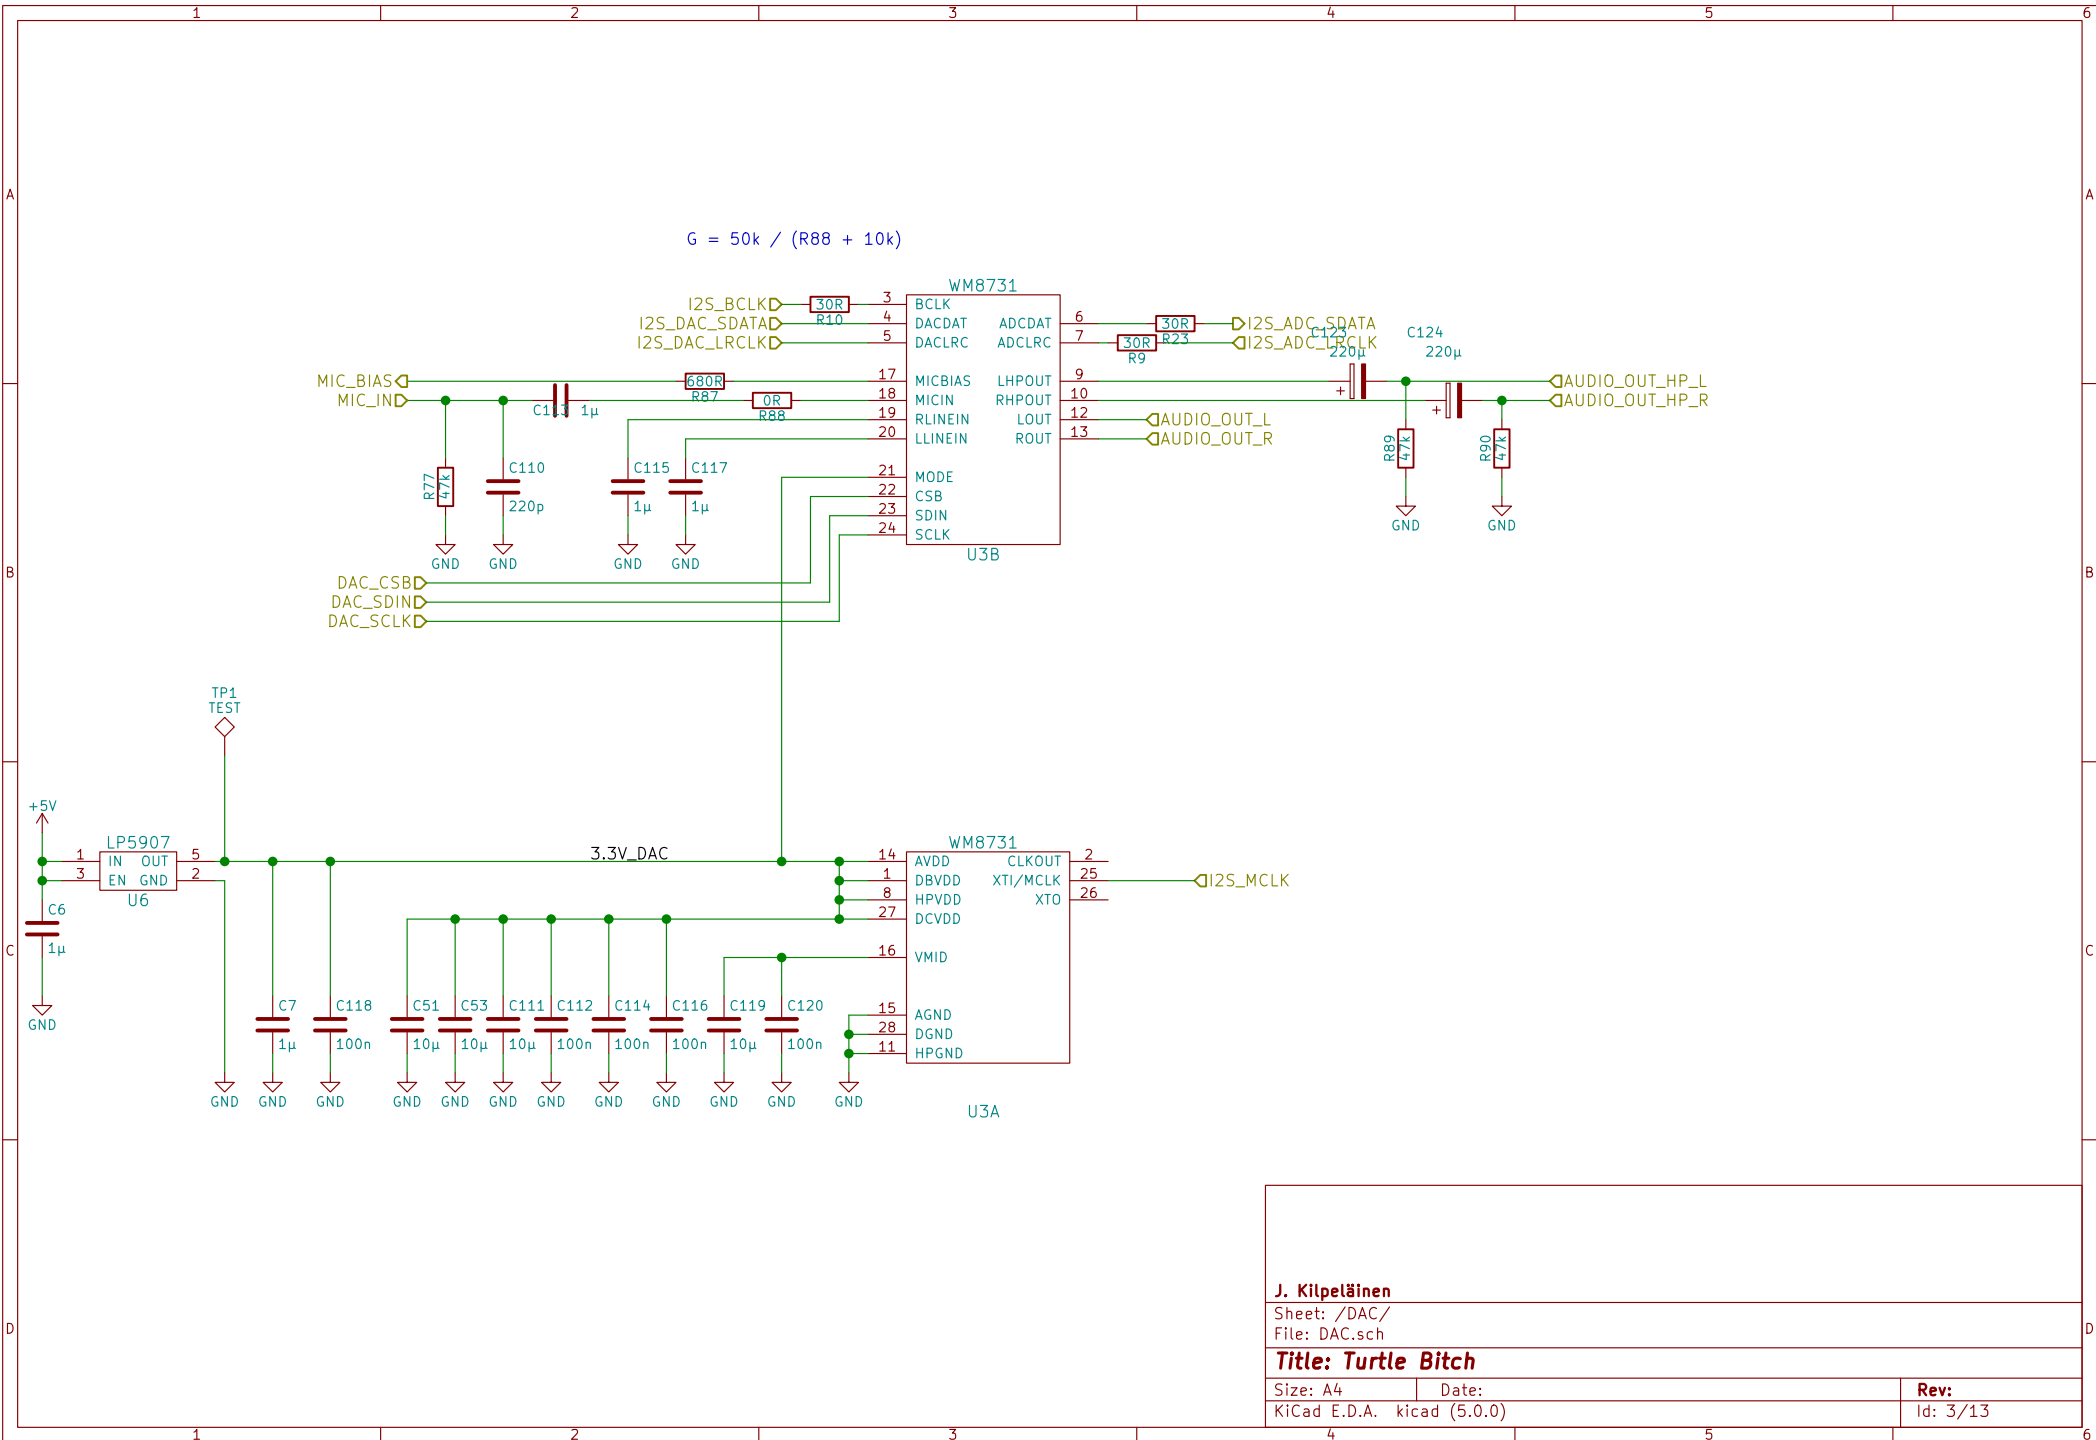 1 2 3 4 5 6
A A
G = 50k / (R88 + 10k)
WM8731
I2S_BCLK 30R 3 BCLK
R10
I2S_DAC_SDATA 4 DACDAT ADCDAT 6 30R I2S_ADC_SDATA
R23
I2S_DAC_LRCLK 5 DACLRC ADCLRC 7 30R I2S_ADC_LRCLK
R9
C123 C124
220µ 220µ
MIC_BIAS 680R 17 MICBIAS LHPOUT 9 + AUDIO_OUT_HP_L
R87
MIC_IN C113 1µ 0R 18 MICIN RHPOUT 10 + AUDIO_OUT_HP_R
R88
19 RLINEIN LOUT 12 AUDIO_OUT_L
20 LLINEIN ROUT 13 AUDIO_OUT_R
R89 47k R90 47k
R77 47k
C110 C115 C117
220p 1µ 1µ
21 MODE
22 CSB
23 SDIN
24 SCLK
GND GND
GND GND GND GND
U3B
B B
DAC_CSB
DAC_SDIN
DAC_SCLK
TP1
TEST
+5V
LP5907
1 IN OUT 5
3 EN GND 2
U6
3.3V_DAC
WM8731
14 AVDD CLKOUT 2
1 DBVDD XTI/MCLK 25 I2S_MCLK
8 HPVDD XTO 26
27 DCVDD
16 VMID
15 AGND
28 DGND
11 HPGND
C6
1µ
GND
C C
C7 C118 C51 C53 C111 C112 C114 C116 C119 C120
1µ 100n 10µ 10µ 10µ 100n 100n 100n 10µ 100n
GND GND GND GND GND GND GND GND GND GND GND GND
U3A
D D
J. Kilpeläinen
Sheet: /DAC/
File: DAC.sch
Title: Turtle Bitch
Size: A4 Date: Rev:
KiCad E.D.A. kicad (5.0.0) Id: 3/13
1 2 3 4 5 6